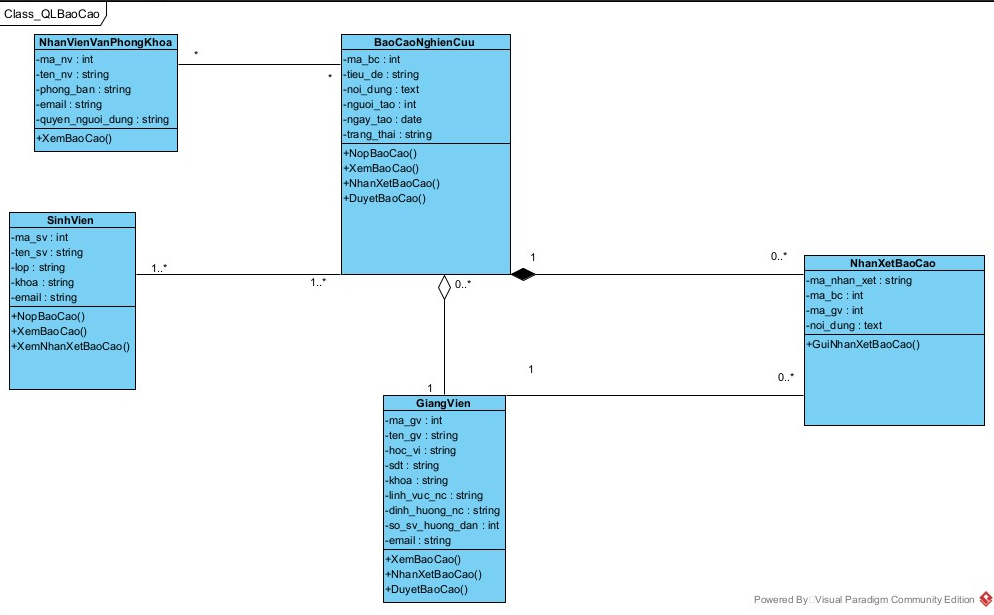 Class_QLBaoCao
NhanVienVanPhongKhoa
-ma_nv : int
-ten_nv : string
-phong_ban : string
-email : string
-quyen_nguoi_dung : string
+XemBaoCao()
*
*
BaoCaoNghienCuu
-ma_bc : int
-tieu_de : string
-noi_dung : text
-nguoi_tao : int
-ngay_tao : date
-trang_thai : string
+NopBaoCao()
+XemBaoCao()
+NhanXetBaoCao()
+DuyetBaoCao()
SinhVien
-ma_sv : int
-ten_sv : string
-lop : string
-khoa : string
-email : string
+NopBaoCao()
+XemBaoCao()
+XemNhanXetBaoCao()
1..*
1..*
0..*
1
1
0..*
NhanXetBaoCao
-ma_nhan_xet : string
-ma_bc : int
-ma_gv : int
-noi_dung : text
+GuiNhanXetBaoCao()
1
0..*
GiangVien
-ma_gv : int
-ten_gv : string
-hoc_vi : string
-sdt : string
-khoa : string
-linh_vuc_nc : string
-dinh_huong_nc : string
-so_sv_huong_dan : int
-email : string
+XemBaoCao()
+NhanXetBaoCao()
+DuyetBaoCao()
Powered By Visual Paradigm Community Edition